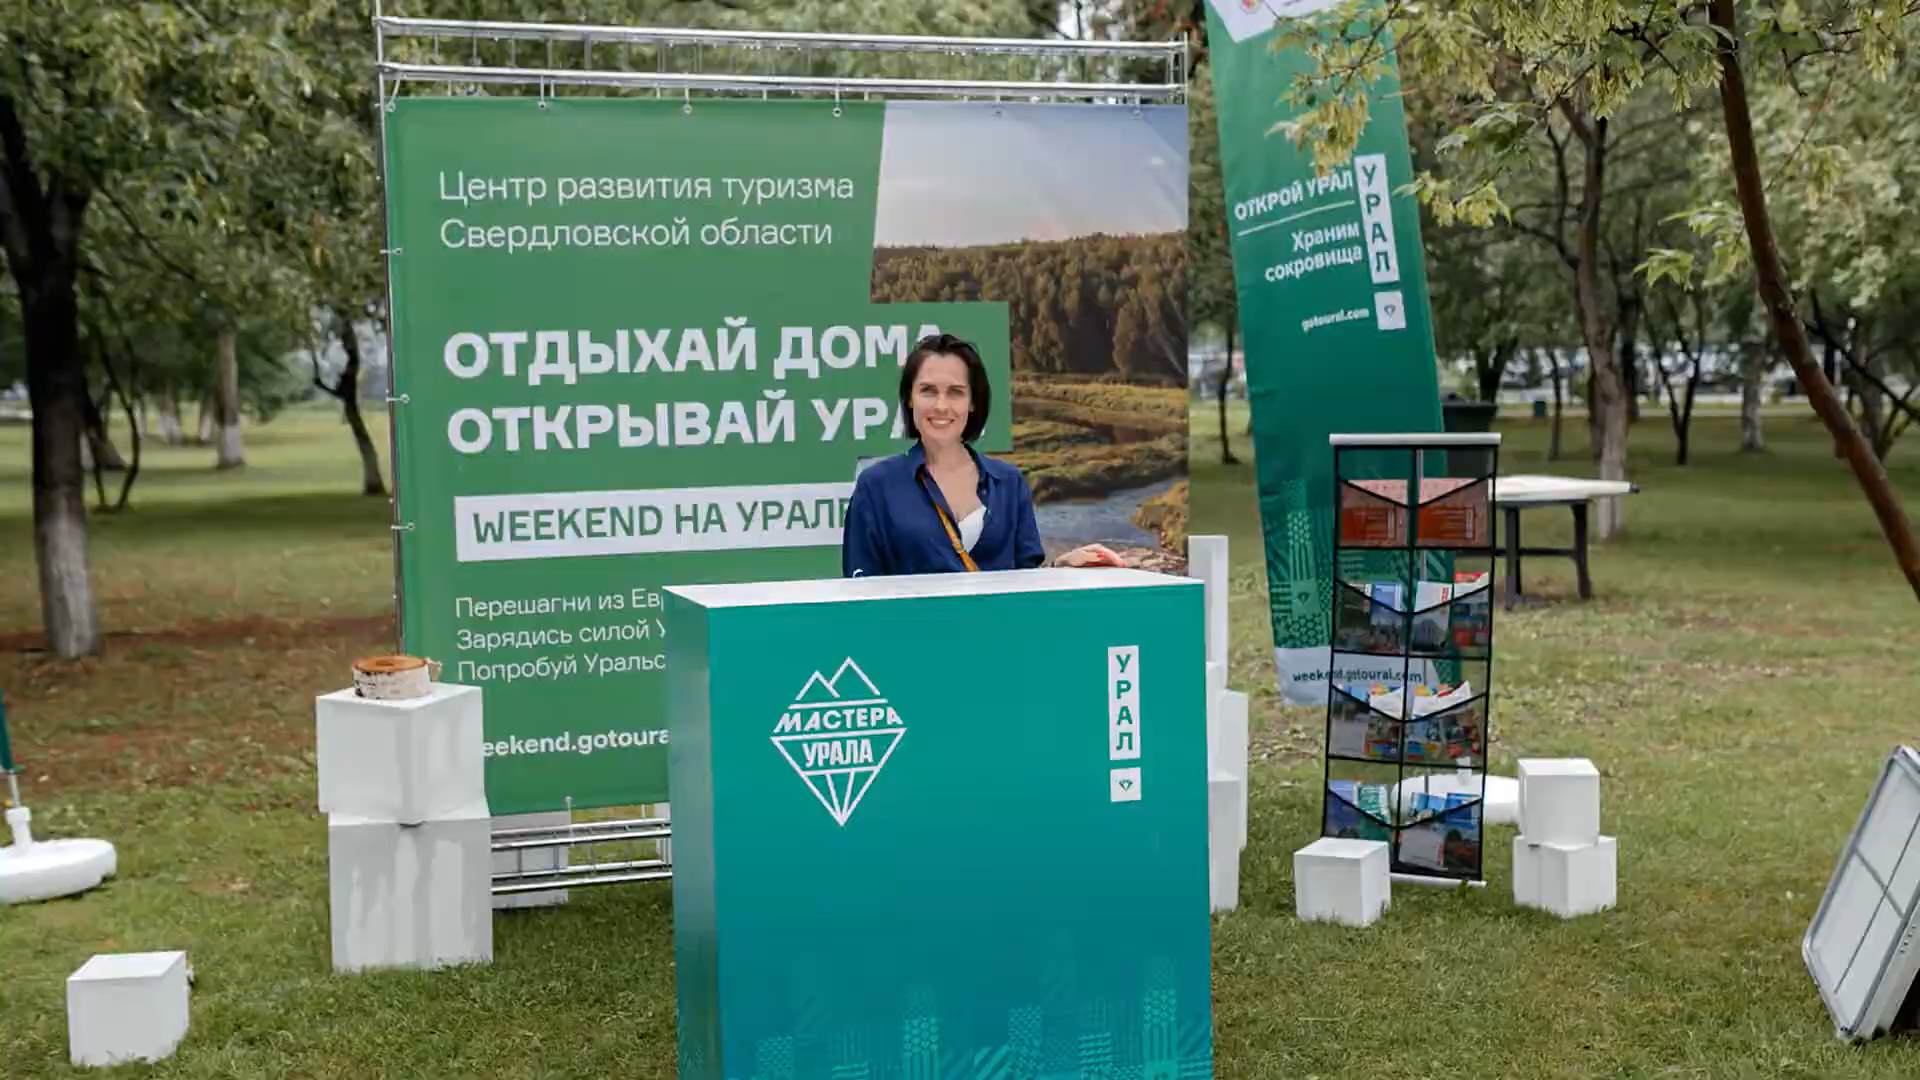 Центр развития туризма
Свердловской области
ОТДЫХАЙ ДОМА
ОТКРЫВАЙ УРА
WEEKEND НА УРАЛЕ
Перешагни из Евр
Зарядись силой У
Попробуй Уральс
eekend.gotoura
МАСТЕРА
УРАЛА
УРАЛ
ОТКРОЙ УРАЛ
Храним
сокровища
УРАЛ
gotoural.com
weekend.gotoural.com